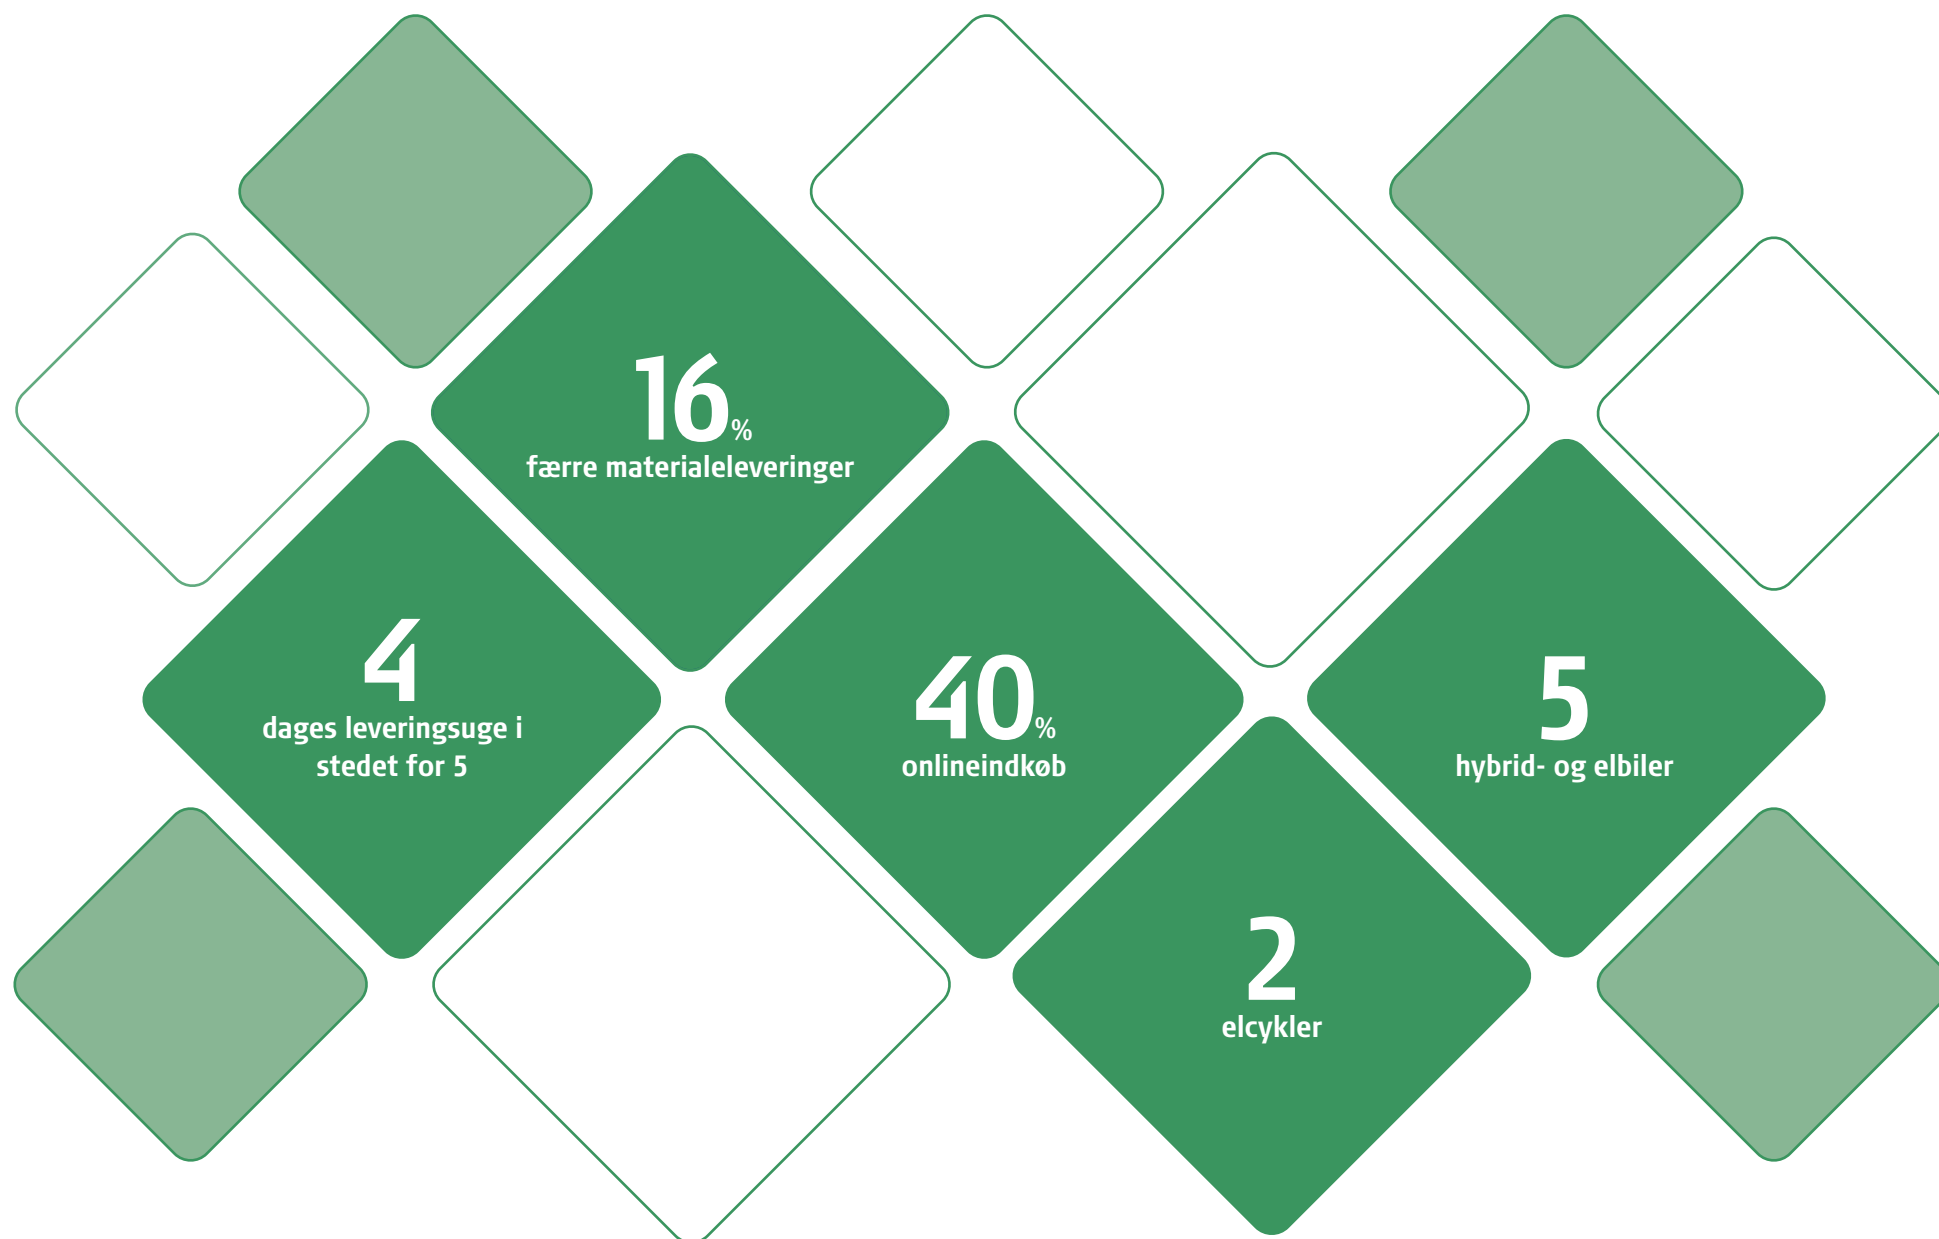 16%
færre materialeleveringer
4
dages leveringsuge i
stedet for 5
40%
onlineindkøb
5
hybrid- og elbiler
2
elcykler